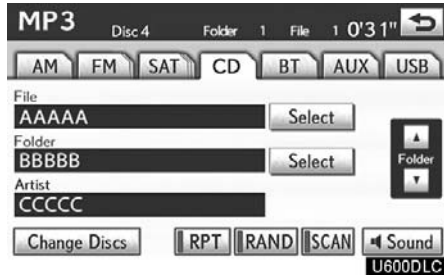 MP3 Disc 4 Folder 1 File 1 0'31"
AM FM SAT CD BT AUX USB
File
AAAAA Select
Folder
BBBBB Select
Folder
Artist
CCCCC
Change Discs RPT RAND SCAN Sound
U600DLC